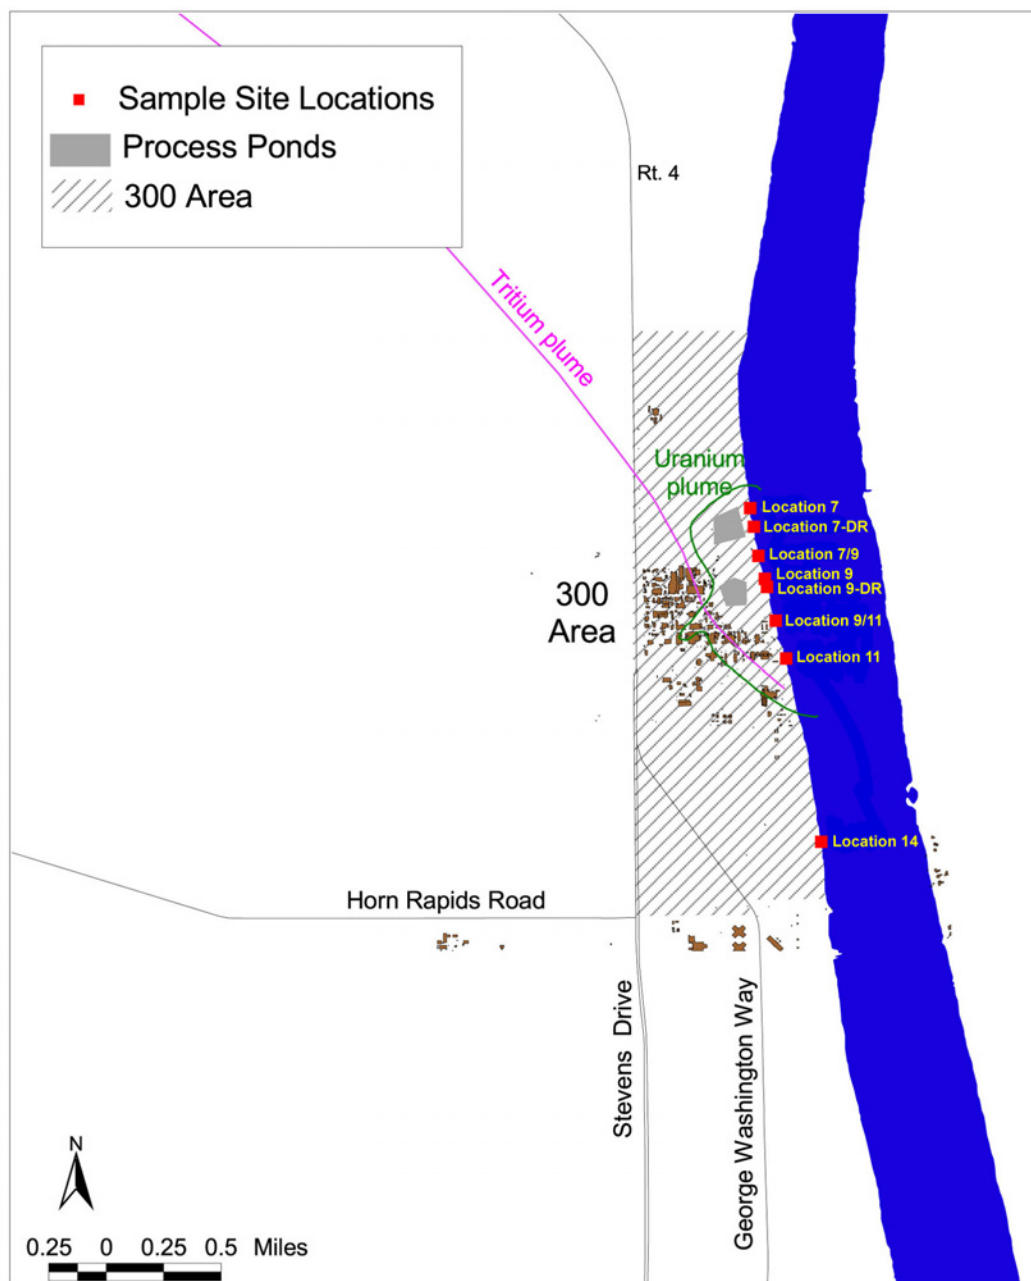 Sample Site Locations
Process Ponds
300 Area
Rt. 4
Tritium plume
Uranium
plume
Location 7
Location 7-DR
Location 7/9
Location 9
Location 9-DR
Location 9/11
Location 11
300
Area
Location 14
Horn Rapids Road
Stevens Drive
George Washington Way
N
0.25 0 0.25 0.5 Miles